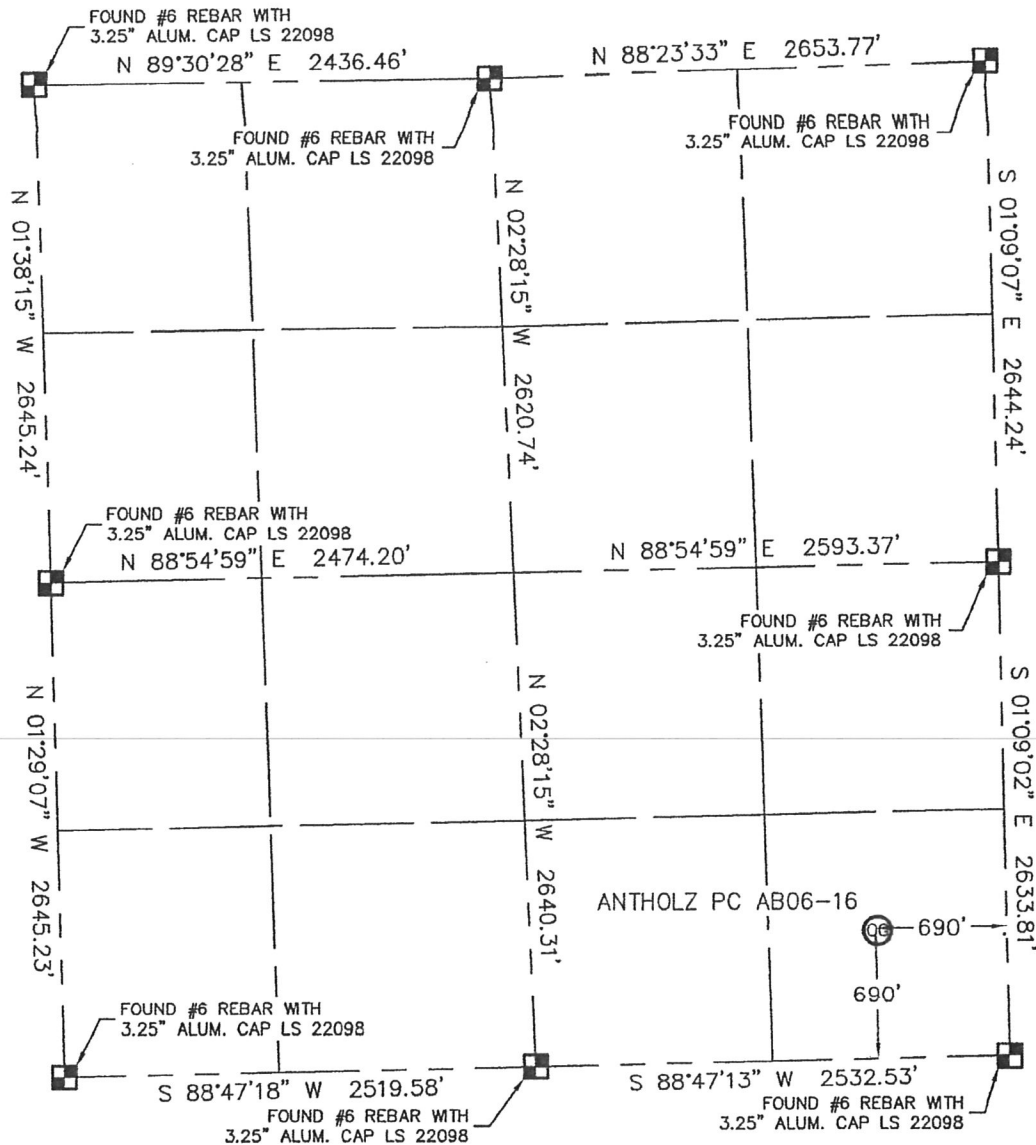 FOUND #6 REBAR WITH
3.25" ALUM. CAP LS 22098
N 89°30'28" E 2436.46'
N 88°23'33" E 2653.77'
FOUND #6 REBAR WITH
3.25" ALUM. CAP LS 22098
FOUND #6 REBAR WITH
3.25" ALUM. CAP LS 22098
N 01°38'15" W 2645.24'
N 02°28'15" W 2620.74'
S 01°09'07" E 2644.24'
FOUND #6 REBAR WITH
3.25" ALUM. CAP LS 22098
N 88°54'59" E 2474.20'
N 88°54'59" E 2593.37'
FOUND #6 REBAR WITH
3.25" ALUM. CAP LS 22098
N 01°29'07" W 2645.23'
N 02°28'15" W 2640.31'
S 01°09'02" E 2633.81'
ANTHOLZ PC AB06-16
690'
690'
FOUND #6 REBAR WITH
3.25" ALUM. CAP LS 22098
S 88°47'18" W 2519.58'
S 88°47'13" W 2532.53'
FOUND #6 REBAR WITH
3.25" ALUM. CAP LS 22098
FOUND #6 REBAR WITH
3.25" ALUM. CAP LS 22098